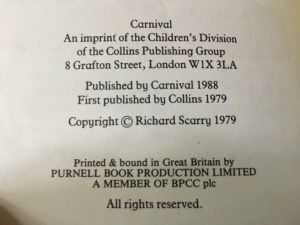 Carnival
An imprint of the Children's Division
of the Collins Publishing Group
8 Grafton Street, London W1X 3LA
Published by Carnival 1988
First published by Collins 1979
Copyright © Richard Scarry 1979
Printed & bound in Great Britain by
PURNELL BOOK PRODUCTION LIMITED
A MEMBER OF BPCC plc
All rights reserved.